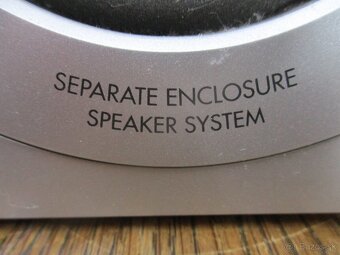 SEPARATE ENCLOSURE
SPEAKER SYSTEM